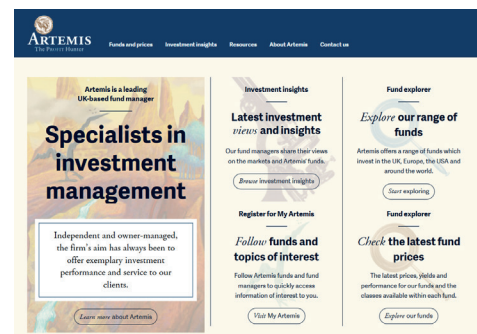 ARTEMIS
The PROFIT Hunter
Funds and prices Investment insights Resources About Artemis Contact us
Artemis is a leading
UK-based fund manager
Specialists in
investment
management
Independent and owner-managed,
the firm's aim has always been to
offer exemplary investment
performance and service to our
clients.
Learn more about Artemis
Investment insights
Latest investment
views and insights
Our fund managers share their views
on the markets and Artemis' funds.
Browse investment insights
Fund explorer
Explore our range of
funds
Artemis offers a range of funds which
invest in the UK, Europe, the USA and
around the world.
Start exploring
Register for My Artemis
Follow funds and
topics of interest
Follow Artemis funds and fund
managers to quickly access
information of interest to you.
Visit My Artemis
Fund explorer
Check the latest fund
prices
The latest prices, yields and
performance for our funds and the
classes available within each fund.
Explore our funds